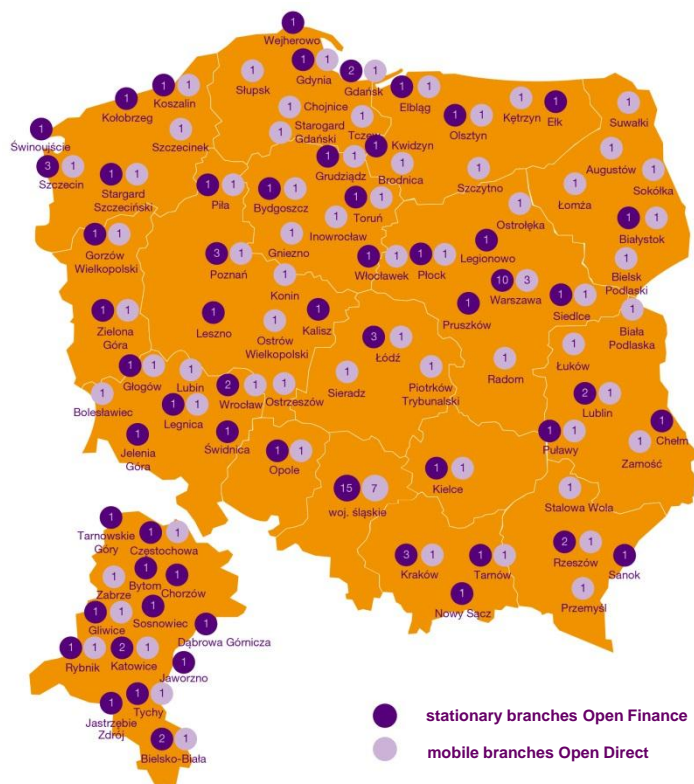 1
Wejherowo
1 1
Gdynia
2 1
Gdańsk
1
Słupsk
1 1
Koszalin
1
Kołobrzeg
1
Świnoujście
1
Szczecinek
1 Chojnice
1
Starogard
Gdański
1
Tczew
1
Kwidzyn
1 1
Elbląg
1 1
Olsztyn
1
Kętrzyn
1
Ełk
1
Suwałki
3 1
Szczecin
1 1
Stargard
Szczeciński
1 1
Piła
1 1
Bydgoszcz
1 1
Grudziądz
1
Brodnica
1 1
Toruń
1
Szczytno
1
Augustów
1
Sokółka
1
Łomża
1
Ostrołęka
1 1
Białystok
1
Bielsk
Podlaski
1 1
Gorzów
Wielkopolski
3 1
Poznań
1
Gniezno
1
Inowrocław
1 1
Włocławek
1 1
Płock
1
Legionowo
10 3
Warszawa
1
Pruszków
1 1
Siedlce
1
Biała
Podlaska
1 1
Zielona
Góra
1
Leszno
1
Konin
1
Ostrów
Wielkopolski
1
Kalisz
3 1
Łódź
1
Sieradz
1
Piotrków
Trybunalski
1
Radom
1
Łuków
2 1
Lublin
1
Chełm
1 1
Puławy
1
Zamość
1 1
Głogów
1
Lubin
2 1
Wrocław
1
Ostrzeszów
1
Bolesławiec
1 1
Legnica
1
Jelenia
Góra
1
Świdnica
1 1
Opole
15 7
woj. śląskie
1 1
Kielce
1
Stalowa Wola
3 1
Kraków
1 1
Tarnów
1
Nowy Sącz
2 1
Rzeszów
1
Sanok
1
Przemyśl
1
Tarnowskie
Góry
1 1
Częstochowa
1
Zabrze
1
Bytom
1
Chorzów
1 1
Gliwice
1
Sosnowiec
1
Dąbrowa Górnicza
1 1
Rybnik
2 1
Katowice
1
Jaworzno
1
Jastrzębie
Zdrój
1 1
Tychy
2 1
Bielsko-Biała
stationary branches Open Finance
mobile branches Open Direct